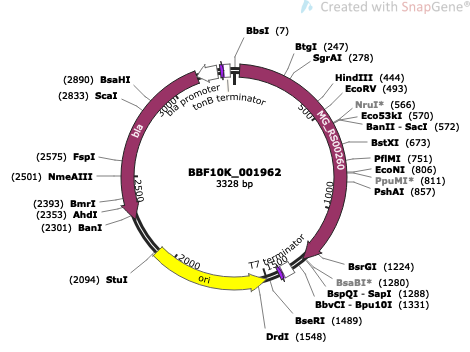 Created with SnapGene®
BbsI (7)
BtgI (247)
SgrAI (278)
HindIII (444)
EcoRV (493)
NruI* (566)
Eco53kI (570)
BanII - SacI (572)
BstXI (673)
PflMI (751)
EcoNI (806)
PpuMI* (811)
PshAI (857)
BsrGI (1224)
BsaBI* (1280)
BspQI - SapI (1288)
BbvCI - Bpu10I (1331)
BseRI (1489)
DrdI (1548)
(2094) StuI
(2301) BanI
(2353) AhdI
(2393) BmrI
(2501) NmeAIII
(2575) FspI
(2833) ScaI
(2890) BsaHI
bla promoter
tonB terminator
MG_RS00260
T7 terminator
ori
bla
500
1000
1500
2000
2500
3000
BBF10K_001962
3328 bp